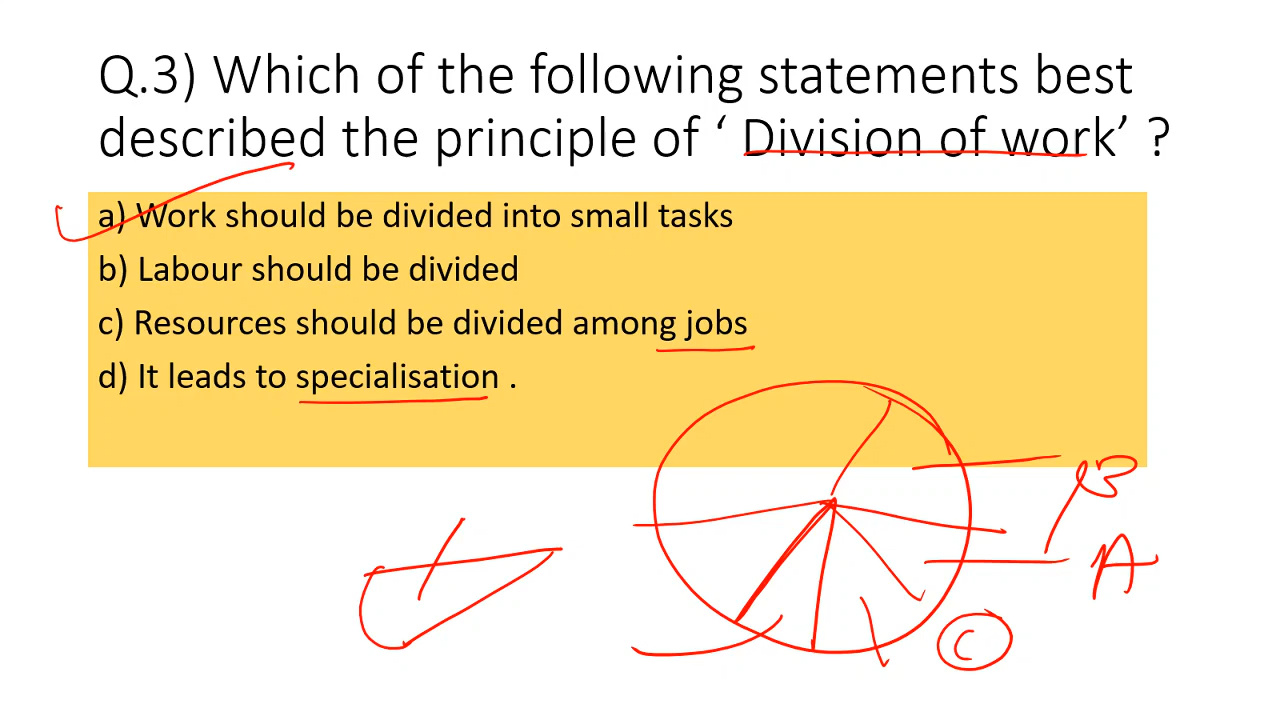 Q.3) Which of the following statements best
described the principle of ‘ Division of work’ ?
a) Work should be divided into small tasks
b) Labour should be divided
c) Resources should be divided among jobs
d) It leads to specialisation .
B
A
C